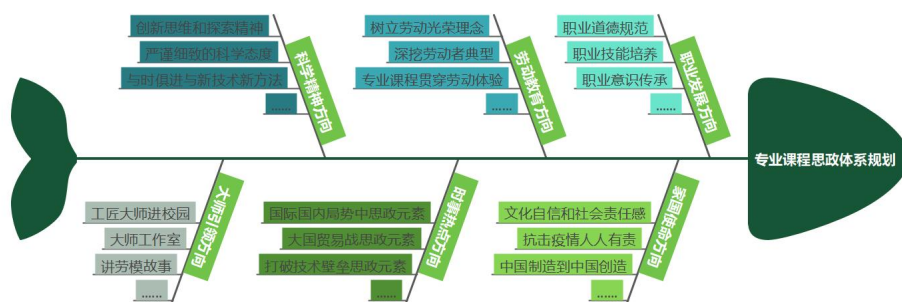 创新思维和探索精神
严谨细致的科学态度
与时俱进与新技术新方法
......
科学精神方向
树立劳动光荣理念
深挖劳动者典型
专业课程贯穿劳动体验
......
劳动教育方向
职业道德规范
职业技能培养
职业意识传承
......
职业发展方向
专业课程思政体系规划
工匠大师进校园
大师工作室
讲劳模故事
......
大师引领方向
国际国内局势中思政元素
大国贸易战思政元素
打破技术壁垒思政元素
......
时事热点方向
文化自信和社会责任感
抗击疫情人人有责
中国制造到中国创造
......
家国使命方向